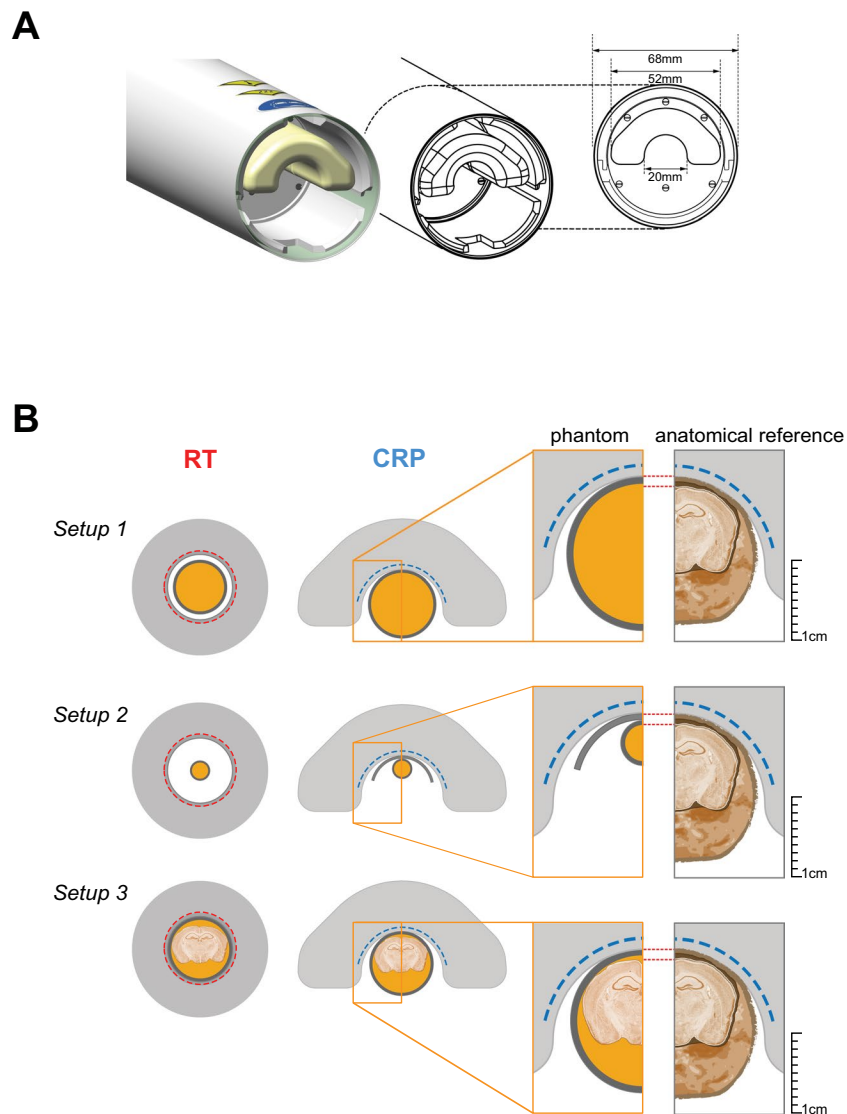 A
68mm
52mm
20mm
B
phantom
anatomical reference
RT
CRP
Setup 1
1cm
Setup 2
1cm
Setup 3
1cm